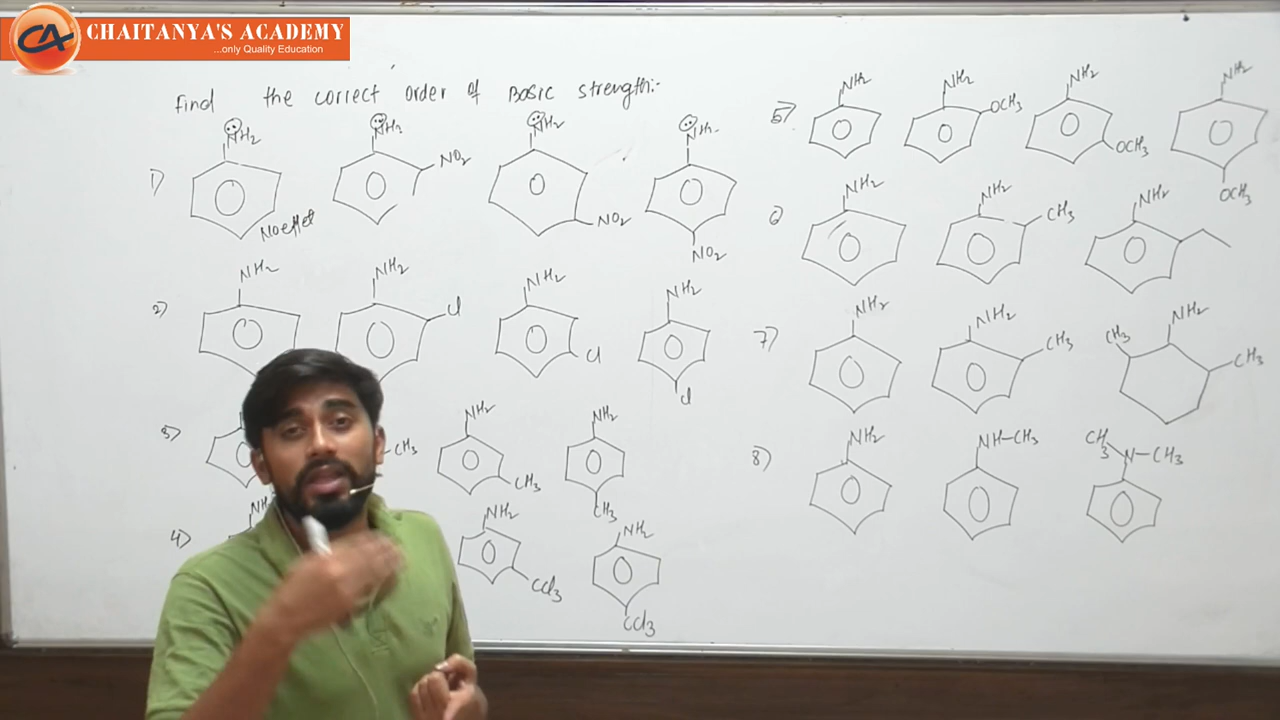 CA CHAITANYA'S ACADEMY
...only Quality Education
Find the correct order of Basic strength:-
1) NH2 NH2 NO2 NH2 NO2 NH2 NO2
No effect
2) NH2 NH2 Cl NH2 Cl NH2 Cl
3) CH3 NH2 CH3 NH2 CH3
4) NH NH2 CCl3 NH2 CCl3
5) NH2 NH2 OCH3 NH2 OCH3 NH2 OCH3
6 NH2 NH2 CH3 NH2
7) NH2 NH2 CH3 CH3 NH2 CH3
8) NH2 NH-CH3 CH3 N-CH3